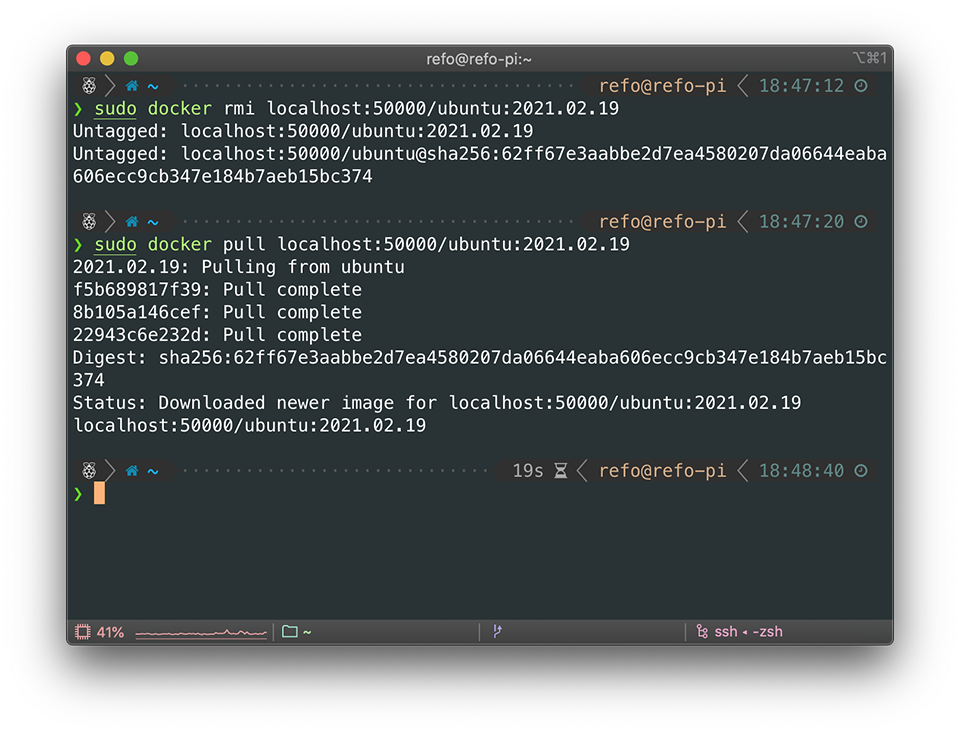 refo@refo-pi:~
⌥⌘1
~ ································ refo@refo-pi 18:47:12
❯ sudo docker rmi localhost:50000/ubuntu:2021.02.19
Untagged: localhost:50000/ubuntu:2021.02.19
Untagged: localhost:50000/ubuntu@sha256:62ff67e3aabbe2d7ea4580207da06644eaba
606ecc9cb347e184b7aeb15bc374
~ ································ refo@refo-pi 18:47:20
❯ sudo docker pull localhost:50000/ubuntu:2021.02.19
2021.02.19: Pulling from ubuntu
f5b689817f39: Pull complete
8b105a146cef: Pull complete
22943c6e232d: Pull complete
Digest: sha256:62ff67e3aabbe2d7ea4580207da06644eaba606ecc9cb347e184b7aeb15bc
374
Status: Downloaded newer image for localhost:50000/ubuntu:2021.02.19
localhost:50000/ubuntu:2021.02.19
~ ························ 19s refo@refo-pi 18:48:40
❯
41% ~ ssh ◂ -zsh